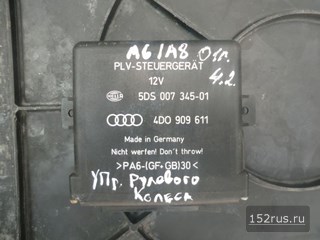 A6/A8 Отг.
4.2.
PLV-STEUERGERÄT
12V
HELLA 5DS 007 345-01
4D0 909 611
Made in Germany
Nicht werfen! Don't throw!
>PA6-(GF+GB)30<
Упр. Рулевого
Колеса
152rus.ru